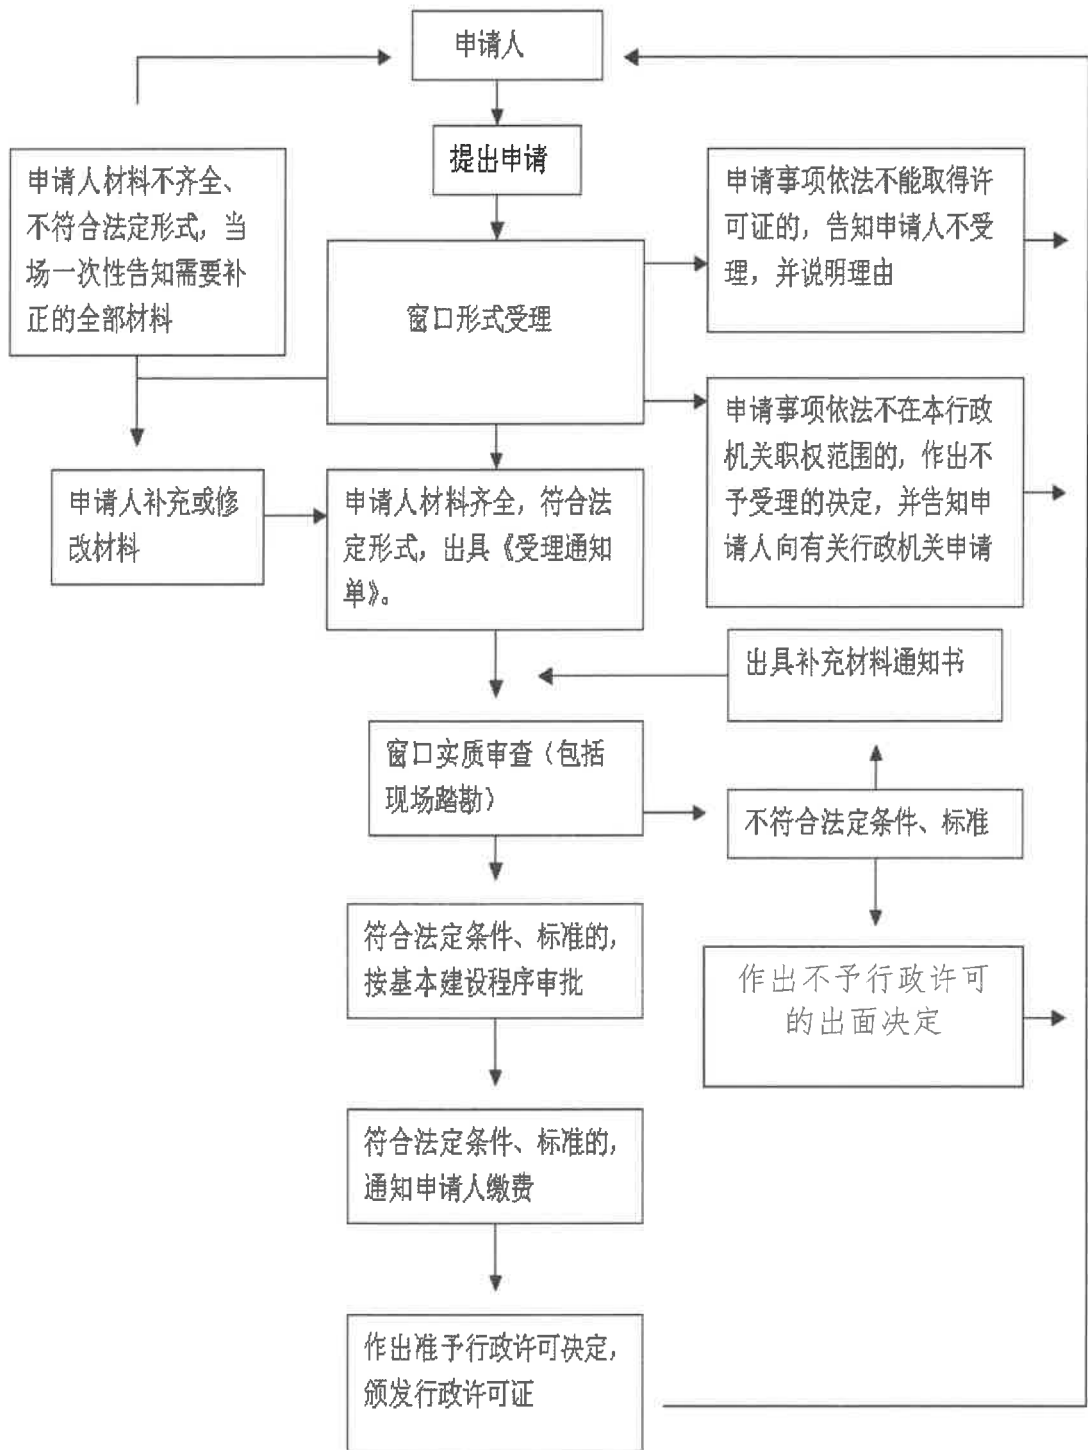 申请人
提出申请
申请人材料不齐全、
不符合法定形式，当
场一次性告知需要补
正的全部材料
申请事项依法不能取得许
可证的，告知申请人不受
理，并说明理由
窗口形式受理
申请事项依法不在本行政
机关职权范围的，作出不
予受理的决定，并告知申
请人向有关行政机关申请
申请人补充或修
改材料
申请人材料齐全，符合法
定形式，出具《受理通知
单》。
出具补充材料通知书
窗口实质审查（包括
现场踏勘）
不符合法定条件、标准
符合法定条件、标准的，
按基本建设程序审批
作出不予行政许可
的出面决定
符合法定条件、标准的，
通知申请人缴费
作出准予行政许可决定，
颁发行政许可证